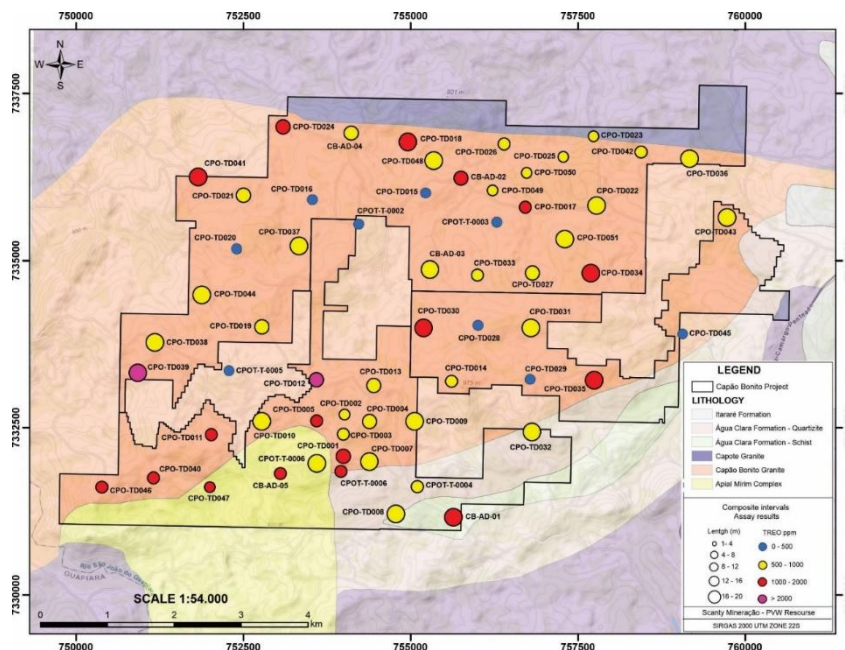 750000 752500 755000 757500 760000
N
W E
S
921 m
7337500
7335000
7332500
7330000
CPO-TD024
CB-AD-04
CPO-TD018
CPO-TD048
CPO-TD026
CPO-TD023
CPO-TD025
CPO-TD042
CPO-TD036
CPO-TD041
CPO-TD021
CPO-TD016
CPO-TD015
CB-AD-02
CPO-TD050
CPO-TD049
CPO-TD017
CPO-TD022
CPOT-T-0002
CPOT-T-0003
CPO-TD043
CPO-TD020
CPO-TD037
CPO-TD051
CB-AD-03
CPO-TD033
CPO-TD027
CPO-TD034
CPO-TD044
CPO-TD019
CPO-TD030
CPO-TD028
CPO-TD031
CPO-TD045
CPO-TD038
CPO-TD039
CPOT-T-0005
CPO-TD012
CPO-TD013
CPO-TD014
CPO-TD029
CPO-TD035
975 m
CPO-TD005
CPO-TD002
CPO-TD004
CPO-TD009
CPO-TD011
CPO-TD010
CPO-TD003
CPO-TD001
CPO-TD007
CPO-TD032
CPOT-T-0006
CPO-TD040
CPO-TD046
CPO-TD047
CB-AD-05
CPOT-T-0006
CPOT-T-0004
CPO-TD008
CB-AD-01
GUAPIARA
SCALE 1:54.000
0 1 2 3 4
km
LEGEND
Capão Bonito Project
LITHOLOGY
Itararé Formation
Água Clara Formation - Quartizite
Água Clara Formation - Schist
Capote Granite
Capão Bonito Granite
Apiaí Mirim Complex
Composite intervals
Assay results
Lentgh (m) TREO ppm
1- 4 0 - 500
4 - 8 500 - 1000
8 - 12 1000 - 2000
12 - 16 > 2000
16 - 20
Scanty Mineração - PVW Resourse
SIRGAS 2000 UTM ZONE 22S
750000 752500 755000 757500 760000